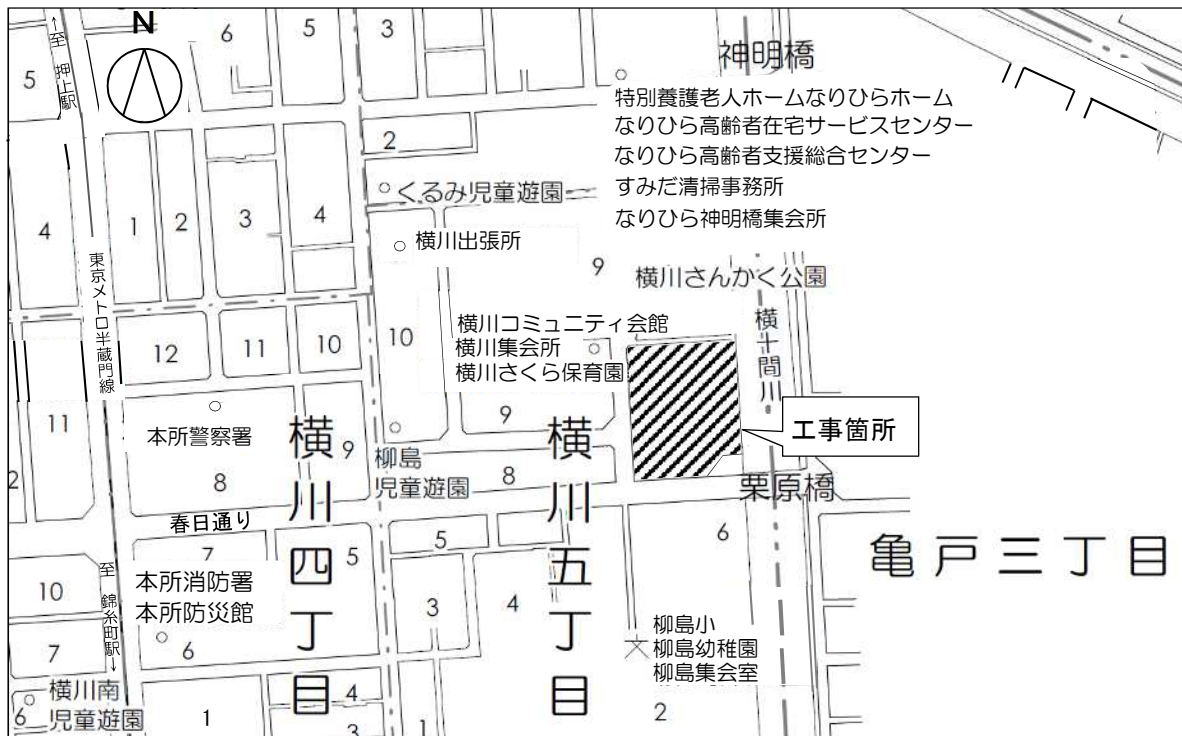 N
←至 押上駅
6
5
3
神明橋
5
特別養護老人ホームなりひらホーム
なりひら高齢者在宅サービスセンター
なりひら高齢者支援総合センター
すみだ清掃事務所
なりひら神明橋集会所
2
くるみ児童遊園
4
1
2
3
4
横川出張所
9
横川さんかく公園
東京メトロ半蔵門線
横十間川
12
11
10
10
横川コミュニティ会館
横川集会所
横川さくら保育園
11
本所警察署
横川四丁目
9
9
横川五丁目
工事箇所
2
8
柳島
児童遊園
8
栗原橋
春日通り
7
5
5
6
亀戸三丁目
10
至 錦糸町駅→
本所消防署
本所防災館
3
4
7
6
柳島小
柳島幼稚園
柳島集会室
文
横川南
児童遊園
6
1
4
3
1
2